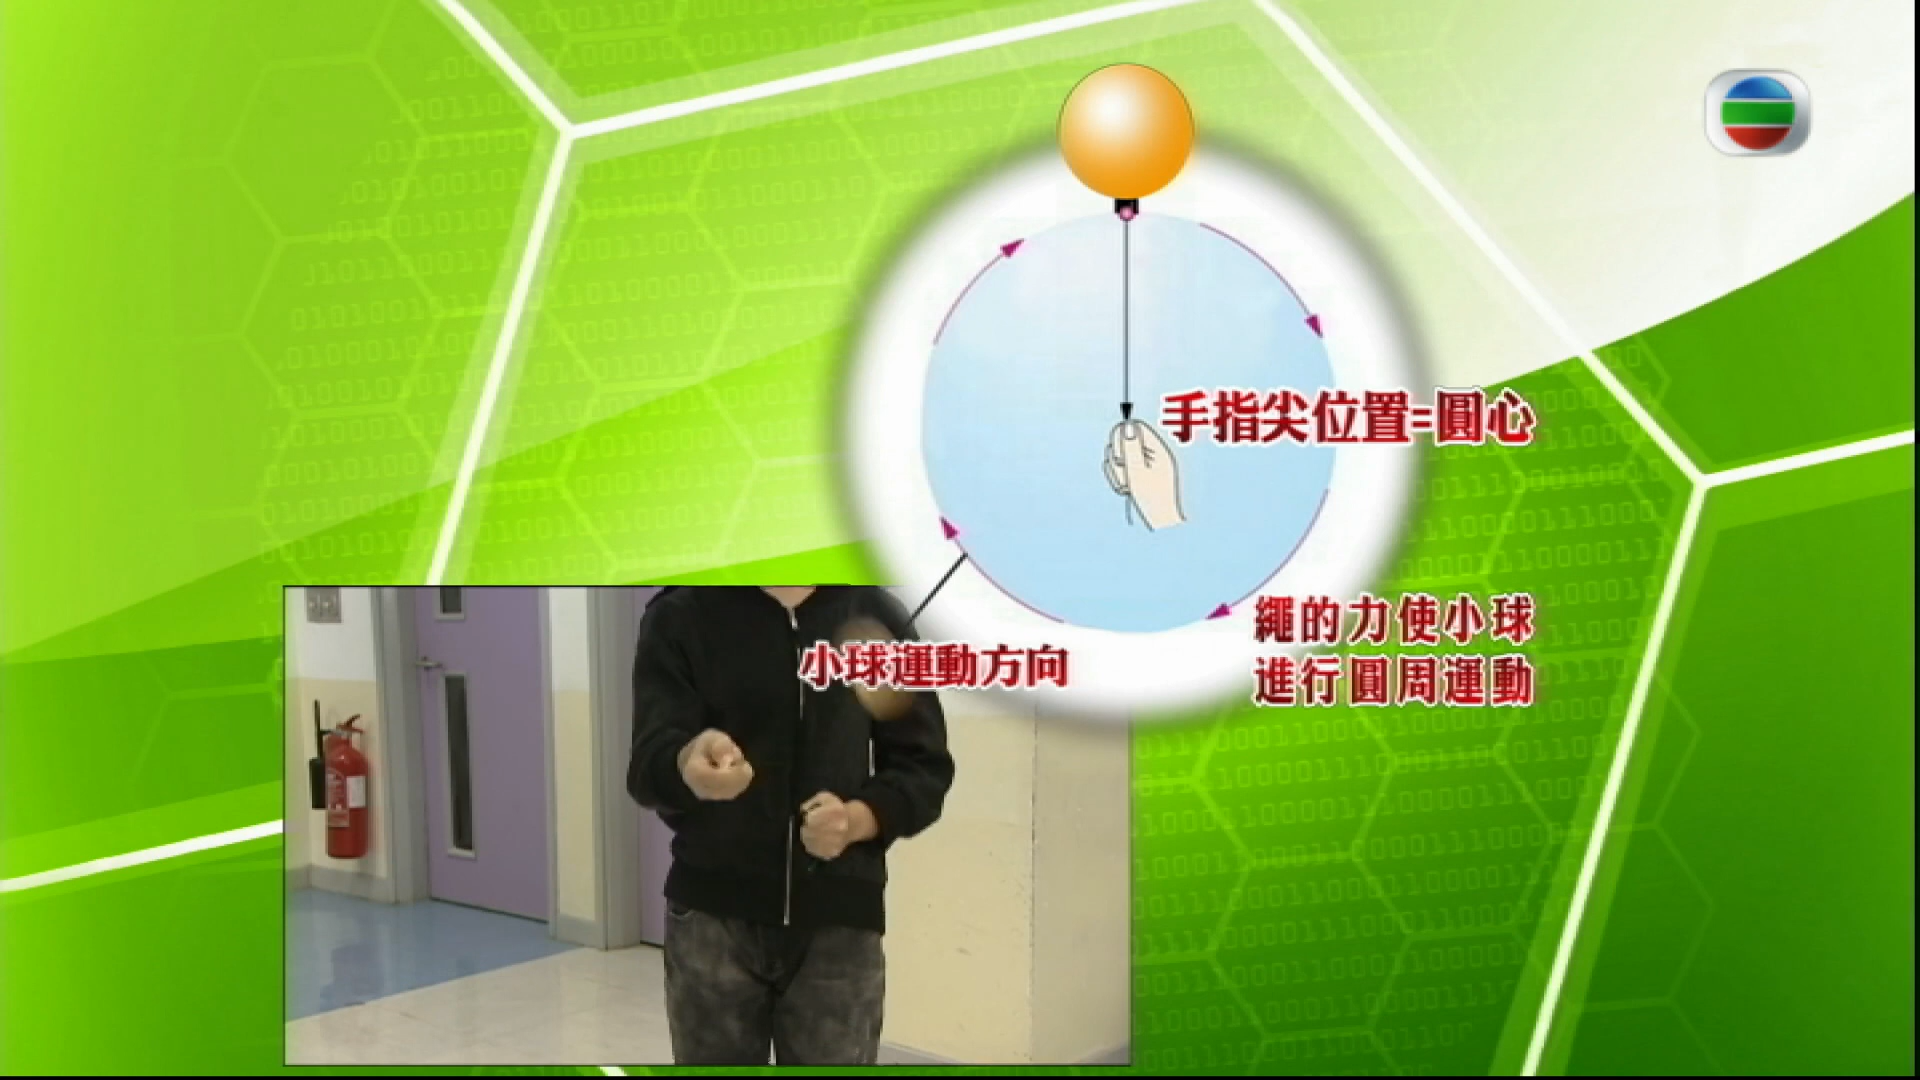 手指尖位置=圓心
繩的力使小球
進行圓周運動
小球運動方向